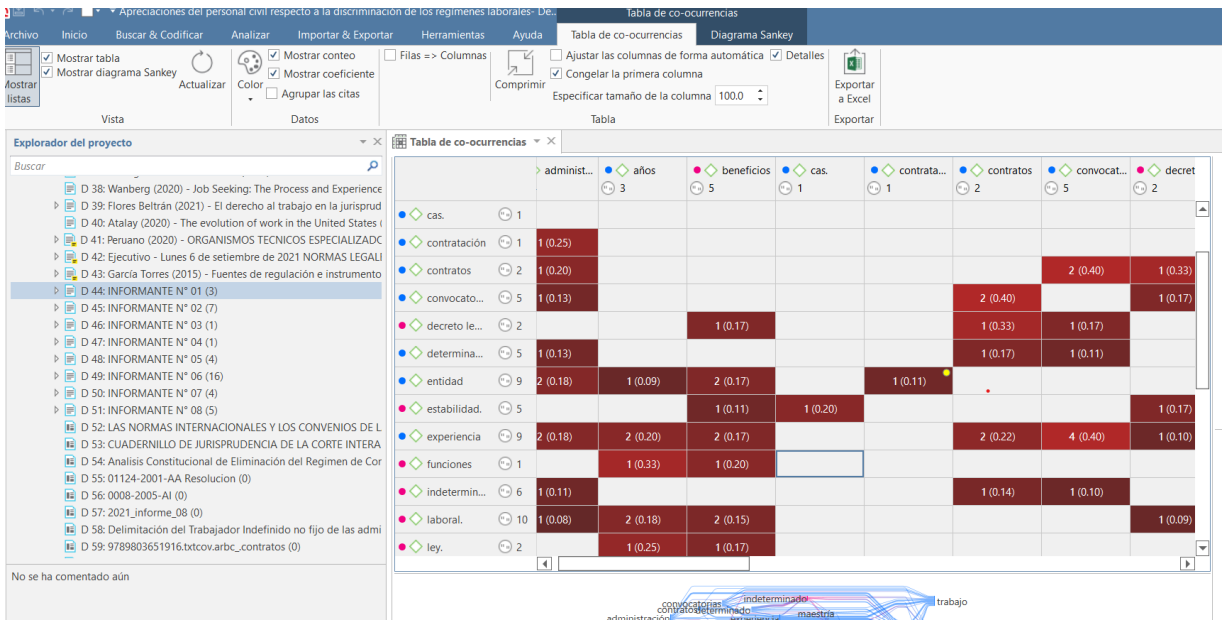 Apreciaciones del personal civil respecto a la discriminación de los regímenes laborales- De...
Tabla de co-ocurrencias
Archivo Inicio Buscar & Codificar Analizar Importar & Exportar Herramientas Ayuda Tabla de co-ocurrencias Diagrama Sankey
Mostrar listas
Mostrar tabla
Mostrar diagrama Sankey
Actualizar
Vista
Color
Mostrar conteo
Mostrar coeficiente
Agrupar las citas
Datos
Filas => Columnas
Comprimir
Ajustar las columnas de forma automática Detalles
Congelar la primera columna
Especificar tamaño de la columna 100.0
Tabla
Exportar
a Excel
Exportar
Explorador del proyecto
Buscar
D 38: Wanberg (2020) - Job Seeking: The Process and Experience
D 39: Flores Beltrán (2021) - El derecho al trabajo en la jurisprud
D 40: Atalay (2020) - The evolution of work in the United States (
D 41: Peruano (2020) - ORGANISMOS TECNICOS ESPECIALIZADC
D 42: Ejecutivo - Lunes 6 de setiembre de 2021 NORMAS LEGALI
D 43: García Torres (2015) - Fuentes de regulación e instrumento
D 44: INFORMANTE N° 01 (3)
D 45: INFORMANTE N° 02 (7)
D 46: INFORMANTE N° 03 (1)
D 47: INFORMANTE N° 04 (1)
D 48: INFORMANTE N° 05 (4)
D 49: INFORMANTE N° 06 (16)
D 50: INFORMANTE N° 07 (4)
D 51: INFORMANTE N° 08 (5)
D 52: LAS NORMAS INTERNACIONALES Y LOS CONVENIOS DE L
D 53: CUADERNILLO DE JURISPRUDENCIA DE LA CORTE INTERA
D 54: Analisis Constitucional de Eliminación del Regimen de Cor
D 55: 01124-2001-AA Resolucion (0)
D 56: 0008-2005-AI (0)
D 57: 2021_informe_08 (0)
D 58: Delimitación del Trabajador Indefinido no fijo de las admi
D 59: 9789803651916.txtcov.arbc_.contratos (0)
No se ha comentado aún
Tabla de co-ocurrencias
administ... años beneficios cas. contrata... contratos convocat... decret
3 5 1 1 2 5 2
cas. 1
contratación 1 1 (0.25)
contratos 2 1 (0.20) 2 (0.40) 1 (0.33)
convocato... 5 1 (0.13) 2 (0.40) 1 (0.17)
decreto le... 2 1 (0.17) 1 (0.33) 1 (0.17)
determina... 5 1 (0.13) 1 (0.17) 1 (0.11)
entidad 9 2 (0.18) 1 (0.09) 2 (0.17) 1 (0.11)
estabilidad. 5 1 (0.11) 1 (0.20) 1 (0.17)
experiencia 9 2 (0.18) 2 (0.20) 2 (0.17) 2 (0.22) 4 (0.40) 1 (0.10)
funciones 1 1 (0.33) 1 (0.20)
indetermin... 6 1 (0.11) 1 (0.14) 1 (0.10)
laboral. 10 1 (0.08) 2 (0.18) 2 (0.15) 1 (0.09)
ley. 2 1 (0.25) 1 (0.17)
convocatorias indeterminado trabajo
contratos determinado maestría
administración experiencia